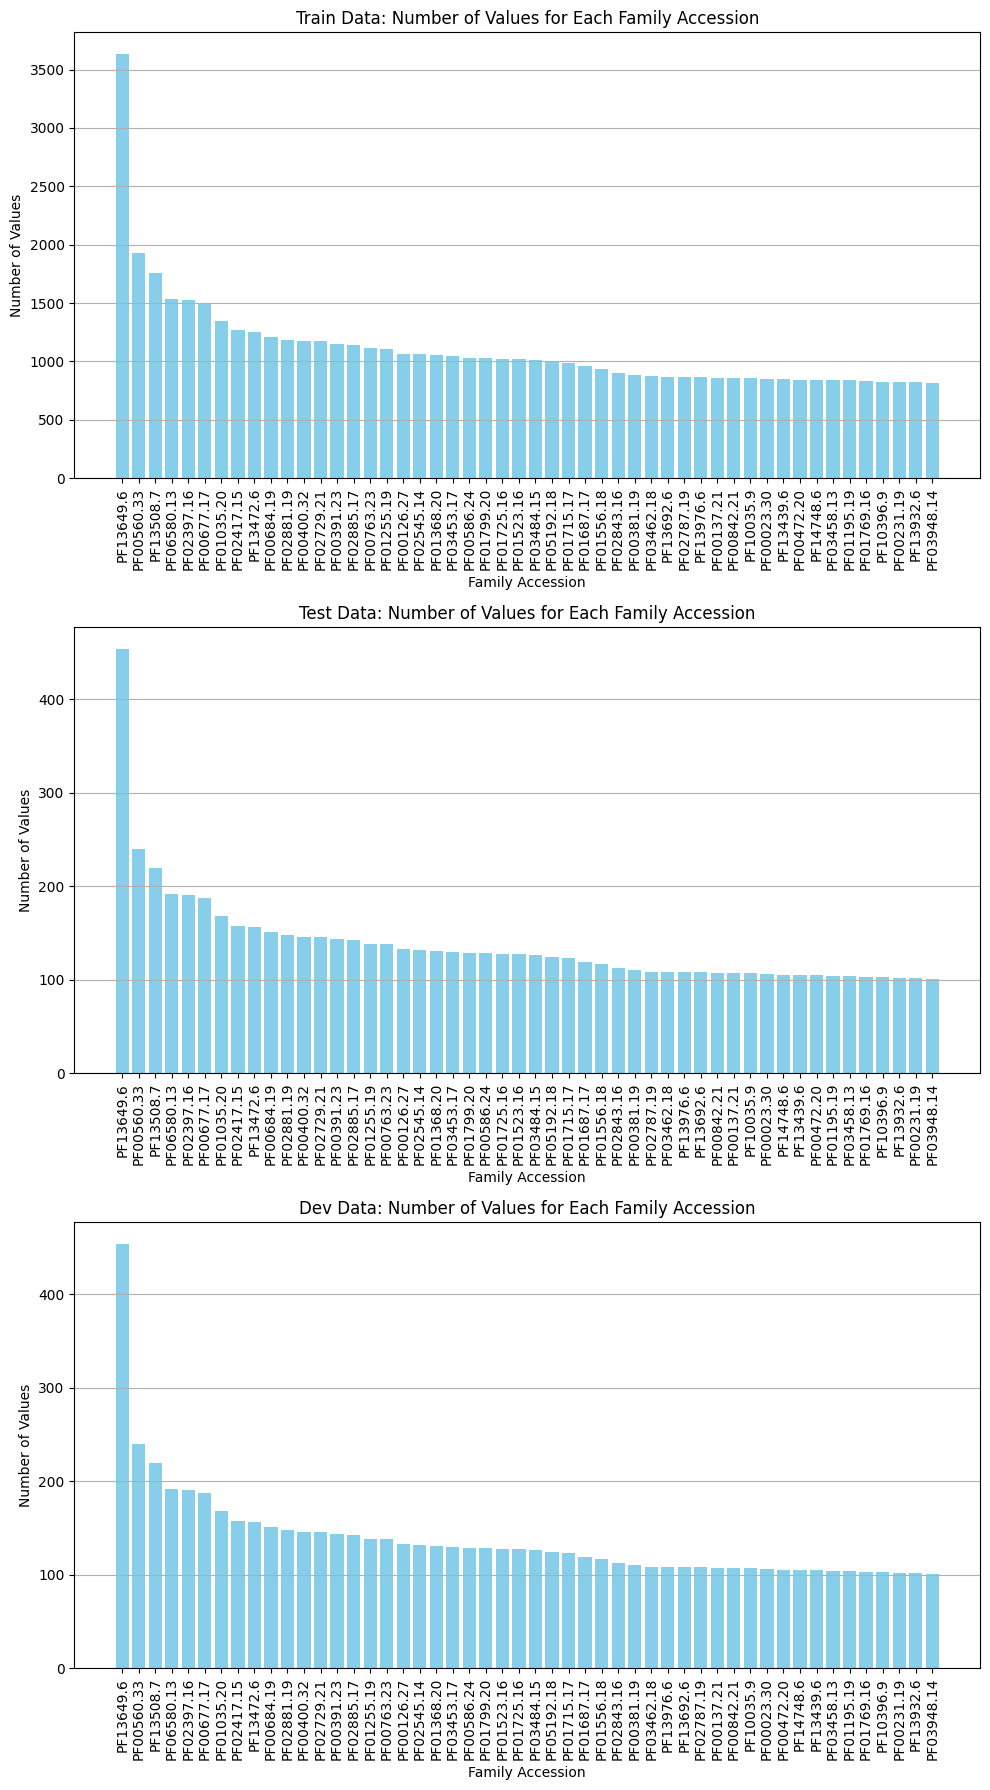 Train Data: Number of Values for Each Family Accession
Number of Values
3500
3000
2500
2000
1500
1000
500
0
PF13649.6
PF00560.33
PF13508.7
PF06580.13
PF02397.16
PF00677.17
PF01035.20
PF02417.15
PF13472.6
PF00684.19
PF02881.19
PF00400.32
PF02729.21
PF00391.23
PF02885.17
PF00763.23
PF01255.19
PF00126.27
PF02545.14
PF01368.20
PF03453.17
PF00586.24
PF01799.20
PF01725.16
PF01523.16
PF03484.15
PF05192.18
PF01715.17
PF01687.17
PF01556.18
PF02843.16
PF00381.19
PF03462.18
PF13692.6
PF02787.19
PF13976.6
PF00137.21
PF00842.21
PF10035.9
PF00023.30
PF13439.6
PF00472.20
PF14748.6
PF03458.13
PF01195.19
PF01769.16
PF10396.9
PF00231.19
PF13932.6
PF03948.14
Family Accession
Test Data: Number of Values for Each Family Accession
Number of Values
400
300
200
100
0
PF13649.6
PF00560.33
PF13508.7
PF06580.13
PF02397.16
PF00677.17
PF01035.20
PF02417.15
PF13472.6
PF00684.19
PF02881.19
PF00400.32
PF02729.21
PF00391.23
PF02885.17
PF01255.19
PF00763.23
PF00126.27
PF02545.14
PF01368.20
PF03453.17
PF01799.20
PF00586.24
PF01725.16
PF01523.16
PF03484.15
PF05192.18
PF01715.17
PF01687.17
PF01556.18
PF02843.16
PF00381.19
PF02787.19
PF03462.18
PF13976.6
PF13692.6
PF00842.21
PF00137.21
PF10035.9
PF00023.30
PF14748.6
PF13439.6
PF00472.20
PF01195.19
PF03458.13
PF01769.16
PF10396.9
PF13932.6
PF00231.19
PF03948.14
Family Accession
Dev Data: Number of Values for Each Family Accession
Number of Values
400
300
200
100
0
PF13649.6
PF00560.33
PF13508.7
PF06580.13
PF02397.16
PF00677.17
PF01035.20
PF02417.15
PF13472.6
PF00684.19
PF02881.19
PF00400.32
PF02729.21
PF00391.23
PF02885.17
PF01255.19
PF00763.23
PF00126.27
PF02545.14
PF01368.20
PF03453.17
PF00586.24
PF01799.20
PF01523.16
PF01725.16
PF03484.15
PF05192.18
PF01715.17
PF01687.17
PF01556.18
PF02843.16
PF00381.19
PF03462.18
PF13976.6
PF13692.6
PF02787.19
PF00137.21
PF00842.21
PF10035.9
PF00023.30
PF00472.20
PF14748.6
PF13439.6
PF03458.13
PF01195.19
PF01769.16
PF10396.9
PF00231.19
PF13932.6
PF03948.14
Family Accession